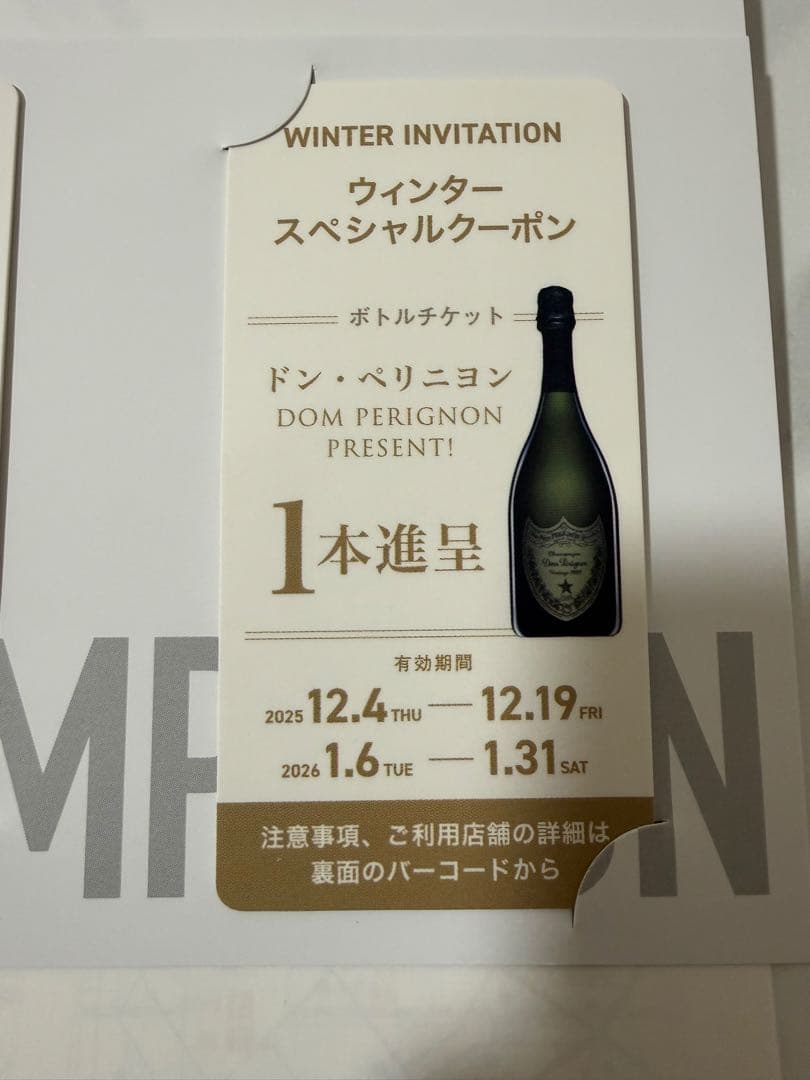 WINTER INVITATION
ウィンター
スペシャルクーポン
ボトルチケット
ドン・ペリニヨン
DOM PERIGNON
PRESENT!
1本進呈
有効期間
2025 12.4 THU — 12.19 FRI
2026 1.6 TUE — 1.31 SAT
注意事項、ご利用店舗の詳細は
裏面のバーコードから
Champagne
Dom Pérignon